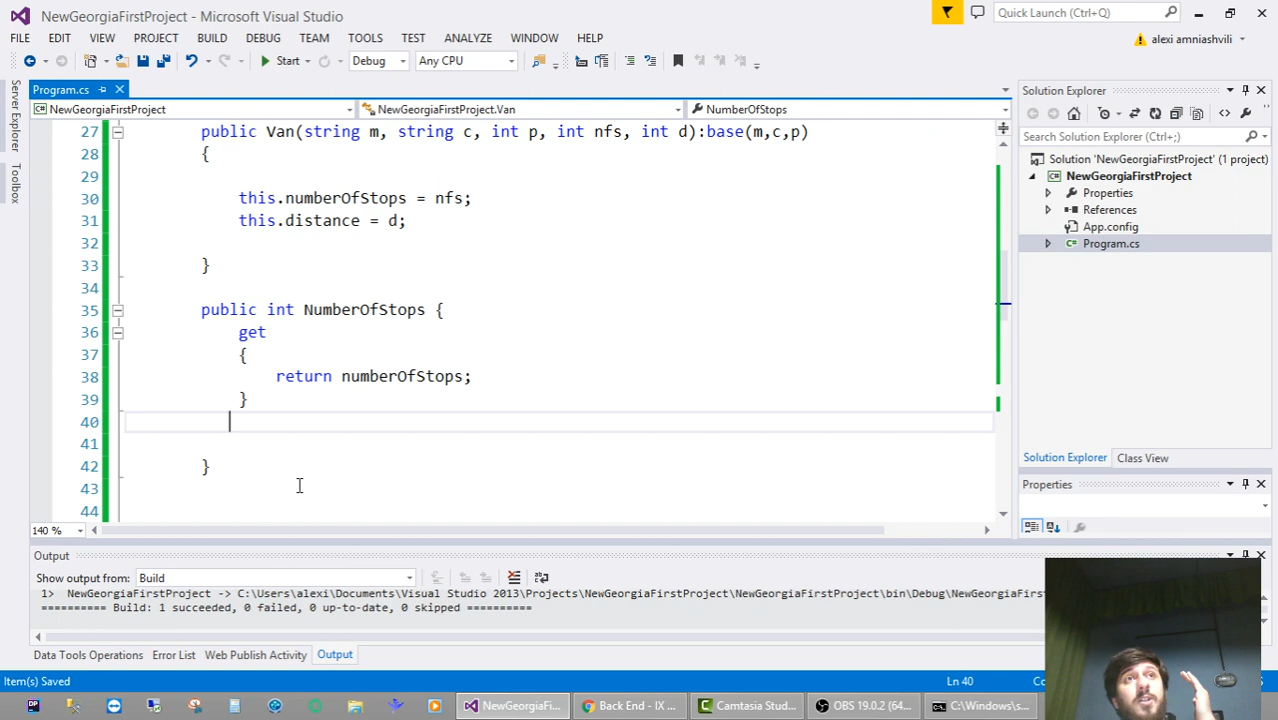 NewGeorgiaFirstProject - Microsoft Visual Studio
Quick Launch (Ctrl+Q)
FILE EDIT VIEW PROJECT BUILD DEBUG TEAM TOOLS TEST ANALYZE WINDOW HELP
alexi amniashvili
Start Debug Any CPU
Server Explorer
Toolbox
Program.cs
NewGeorgiaFirstProject NewGeorgiaFirstProject.Van NumberOfStops
27 public Van(string m, string c, int p, int nfs, int d):base(m,c,p)
28 {
29
30 this.numberOfStops = nfs;
31 this.distance = d;
32
33 }
34
35 public int NumberOfStops {
36 get
37 {
38 return numberOfStops;
39 }
40
41
42 }
43
44
140 %
Solution Explorer
Search Solution Explorer (Ctrl+;)
Solution 'NewGeorgiaFirstProject' (1 project)
NewGeorgiaFirstProject
Properties
References
App.config
Program.cs
Solution Explorer Class View
Properties
Output
Show output from: Build
1> NewGeorgiaFirstProject -> C:\Users\alexi\Documents\Visual Studio 2013\Projects\NewGeorgiaFirstProject\NewGeorgiaFirstProject\bin\Debug\NewGeorgiaFirs
========== Build: 1 succeeded, 0 failed, 0 up-to-date, 0 skipped ==========
Data Tools Operations Error List Web Publish Activity Output
Item(s) Saved Ln 40
DP NewGeorgiaFi... Back End - IX ... Camtasia Stud... OBS 19.0.2 (64... C:\Windows\s...